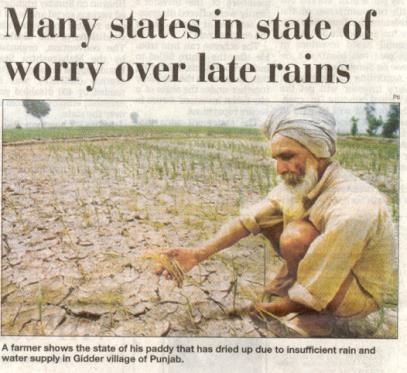 Many states in state of
worry over late rains
A farmer shows the state of his paddy that has dried up due to insufficient rain and
water supply in Gidder village of Punjab.